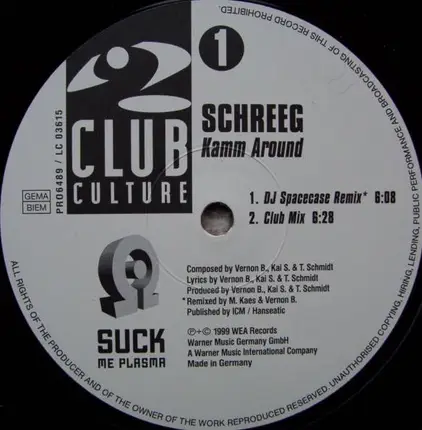 1
CLUB
CULTURE
PRO6489 / LC 03615
GEMA
BIEM
SCHREEG
Kamm Around
1. DJ Spacecase Remix* 6:08
2. Club Mix 6:28
Composed by Vernon B., Kai S. & T. Schmidt
Lyrics by Vernon B., Kai S. & T. Schmidt
Produced by Vernon B., Kai S. & T. Schmidt
*Remixed by M. Kaes & Vernon B.
Published by ICM / Hanseatic
SUCK
ME PLASMA
℗+© 1999 WEA Records
Warner Music Germany GmbH
A Warner Music International Company
Made in Germany
ALL RIGHTS OF THE PRODUCER AND OF THE OWNER OF THE WORK REPRODUCED RESERVED. UNAUTHORISED COPYING, HIRING, LENDING, PUBLIC PERFORMANCE AND BROADCASTING OF THIS RECORD PROHIBITED.